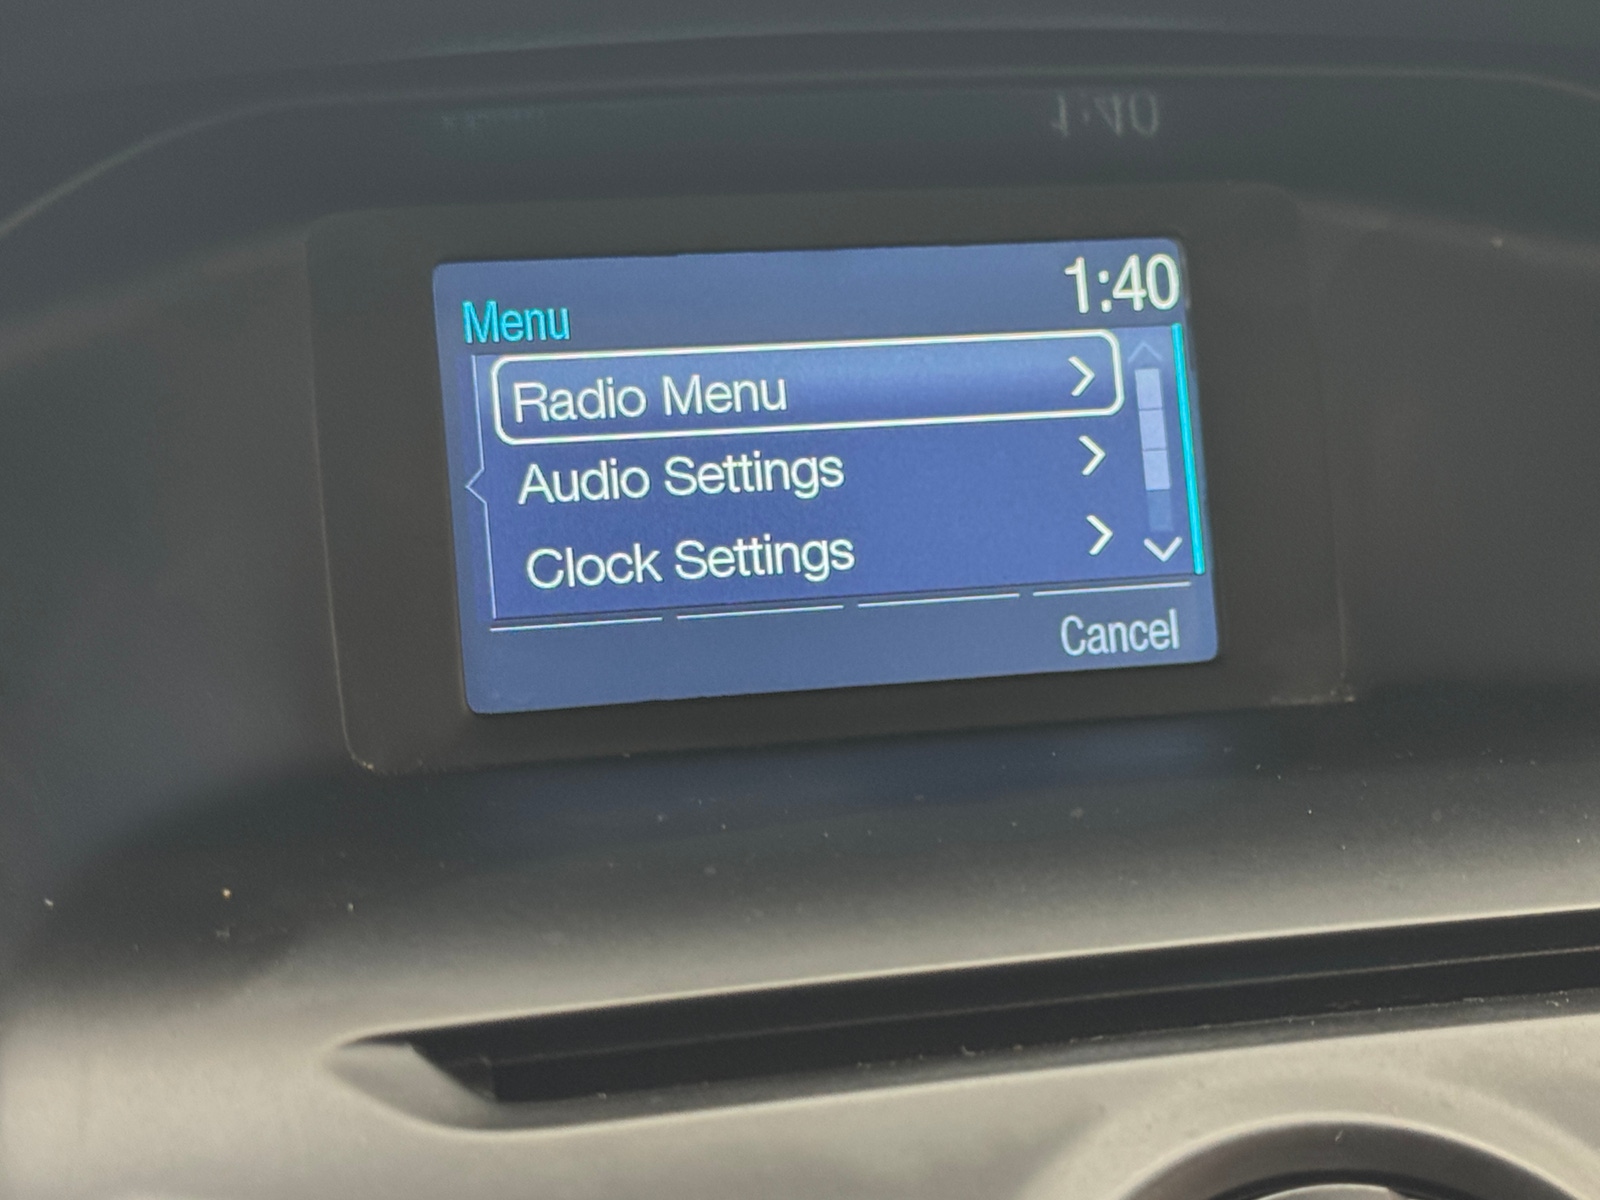 1:40
Menu
Radio Menu
Audio Settings
Clock Settings
Cancel